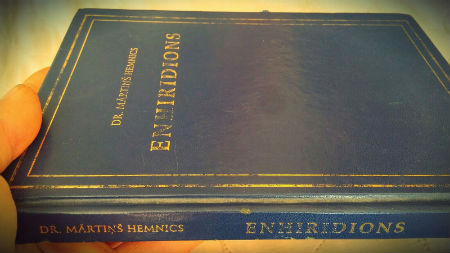 DR. MĀRTIŅŠ HEMNICS
ENHIRIDIONS
DR. MĀRTIŅŠ HEMNICS ENHIRIDIONS